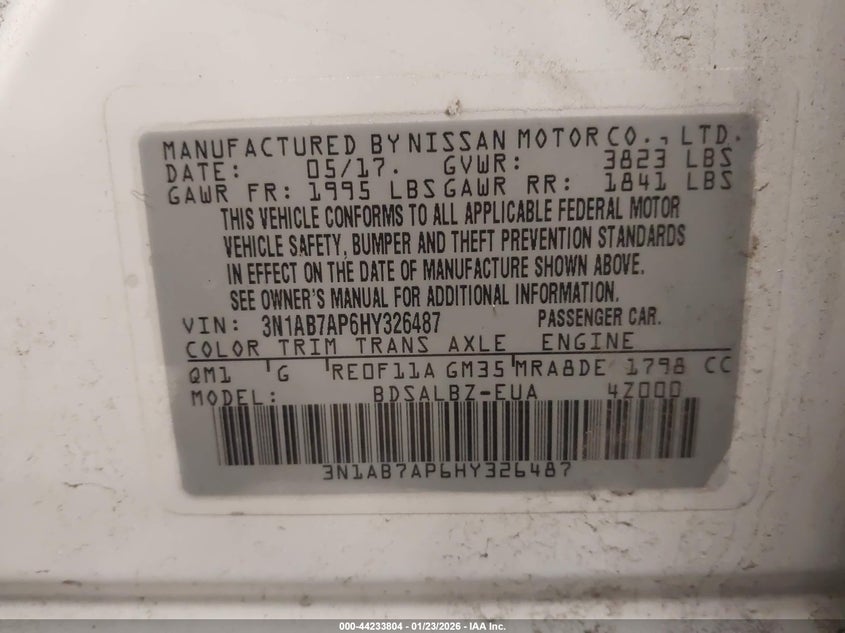 MANUFACTURED BY NISSAN MOTOR CO., LTD.
DATE: 05/17. GVWR: 3823 LBS
GAWR FR: 1995 LBS GAWR RR: 1841 LBS
THIS VEHICLE CONFORMS TO ALL APPLICABLE FEDERAL MOTOR
VEHICLE SAFETY, BUMPER AND THEFT PREVENTION STANDARDS
IN EFFECT ON THE DATE OF MANUFACTURE SHOWN ABOVE.
SEE OWNER'S MANUAL FOR ADDITIONAL INFORMATION.
VIN: 3N1AB7AP6HY326487 PASSENGER CAR.
COLOR TRIM TRANS AXLE ENGINE
QM1 G RE0F11A GM35 MRA8DE 1798 CC
MODEL: BDSALBZ-EUA 4Z000
3N1AB7AP6HY326487
000-44233804 | 01/23/2026 - IAA Inc.